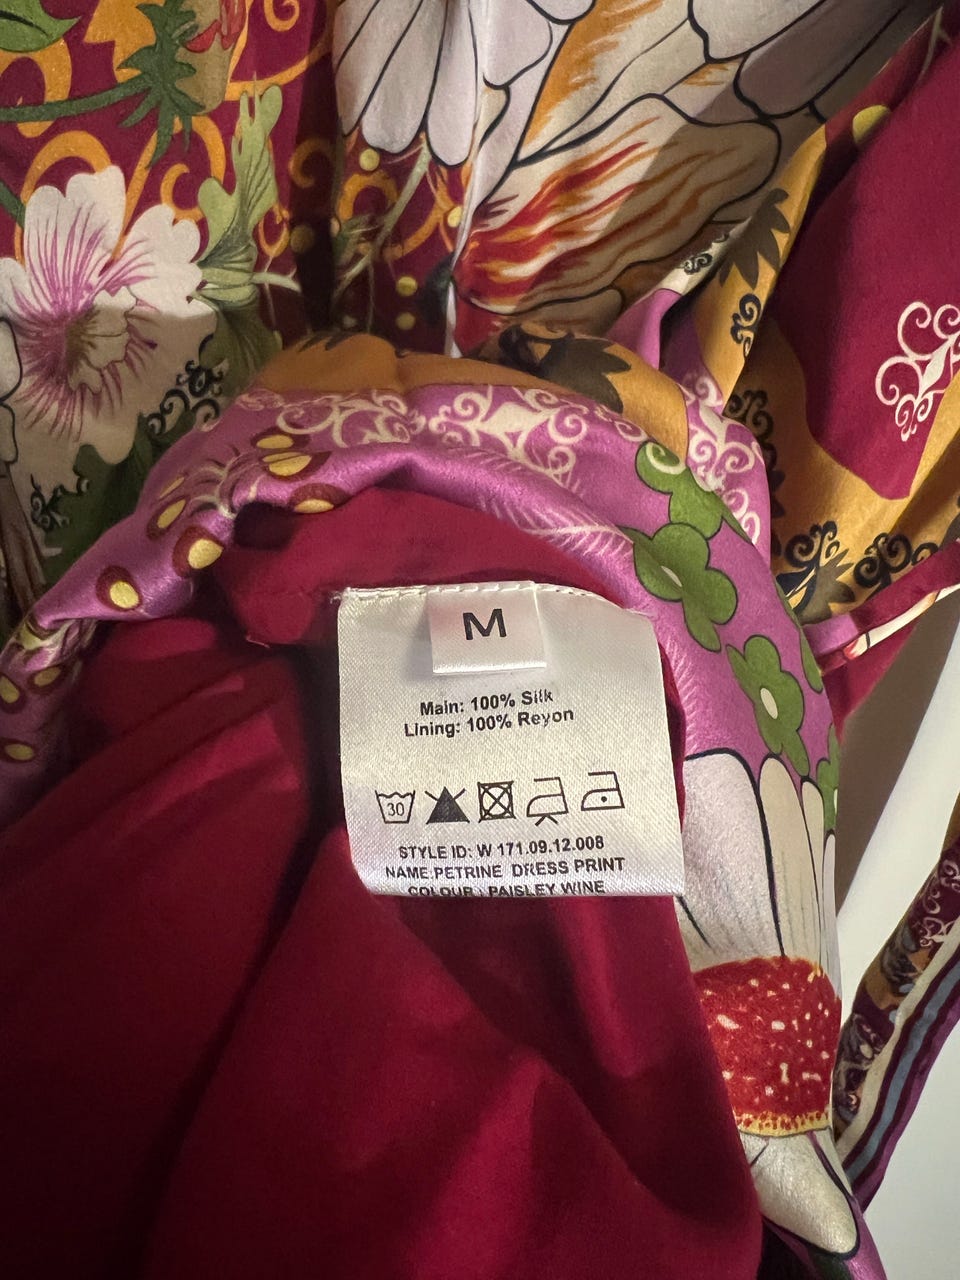 M
Main: 100% Silk
Lining: 100% Reyon
30
STYLE ID: W 171.09.12.008
NAME:PETRINE DRESS PRINT
COLOUR : PAISLEY WINE